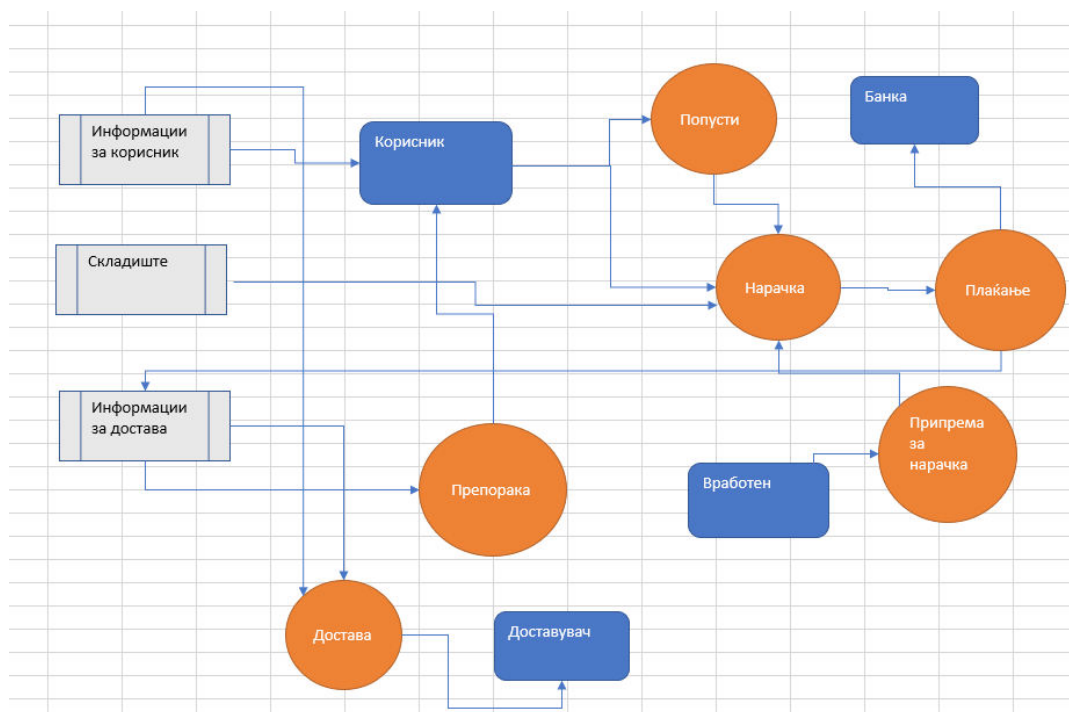 Информации
за корисник
Корисник
Попусти
Банка
Складиште
Нарачка
Плаќање
Информации
за достава
Препорака
Вработен
Припрема
за
нарачка
Достава
Доставувач